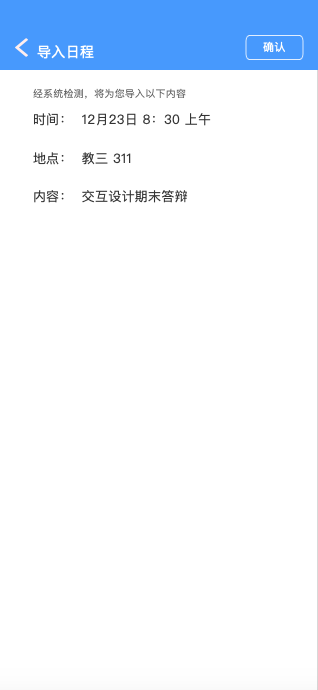 导入日程
确认
经系统检测，将为您导入以下内容
时间： 12月23日 8：30 上午
地点： 教三 311
内容： 交互设计期末答辩